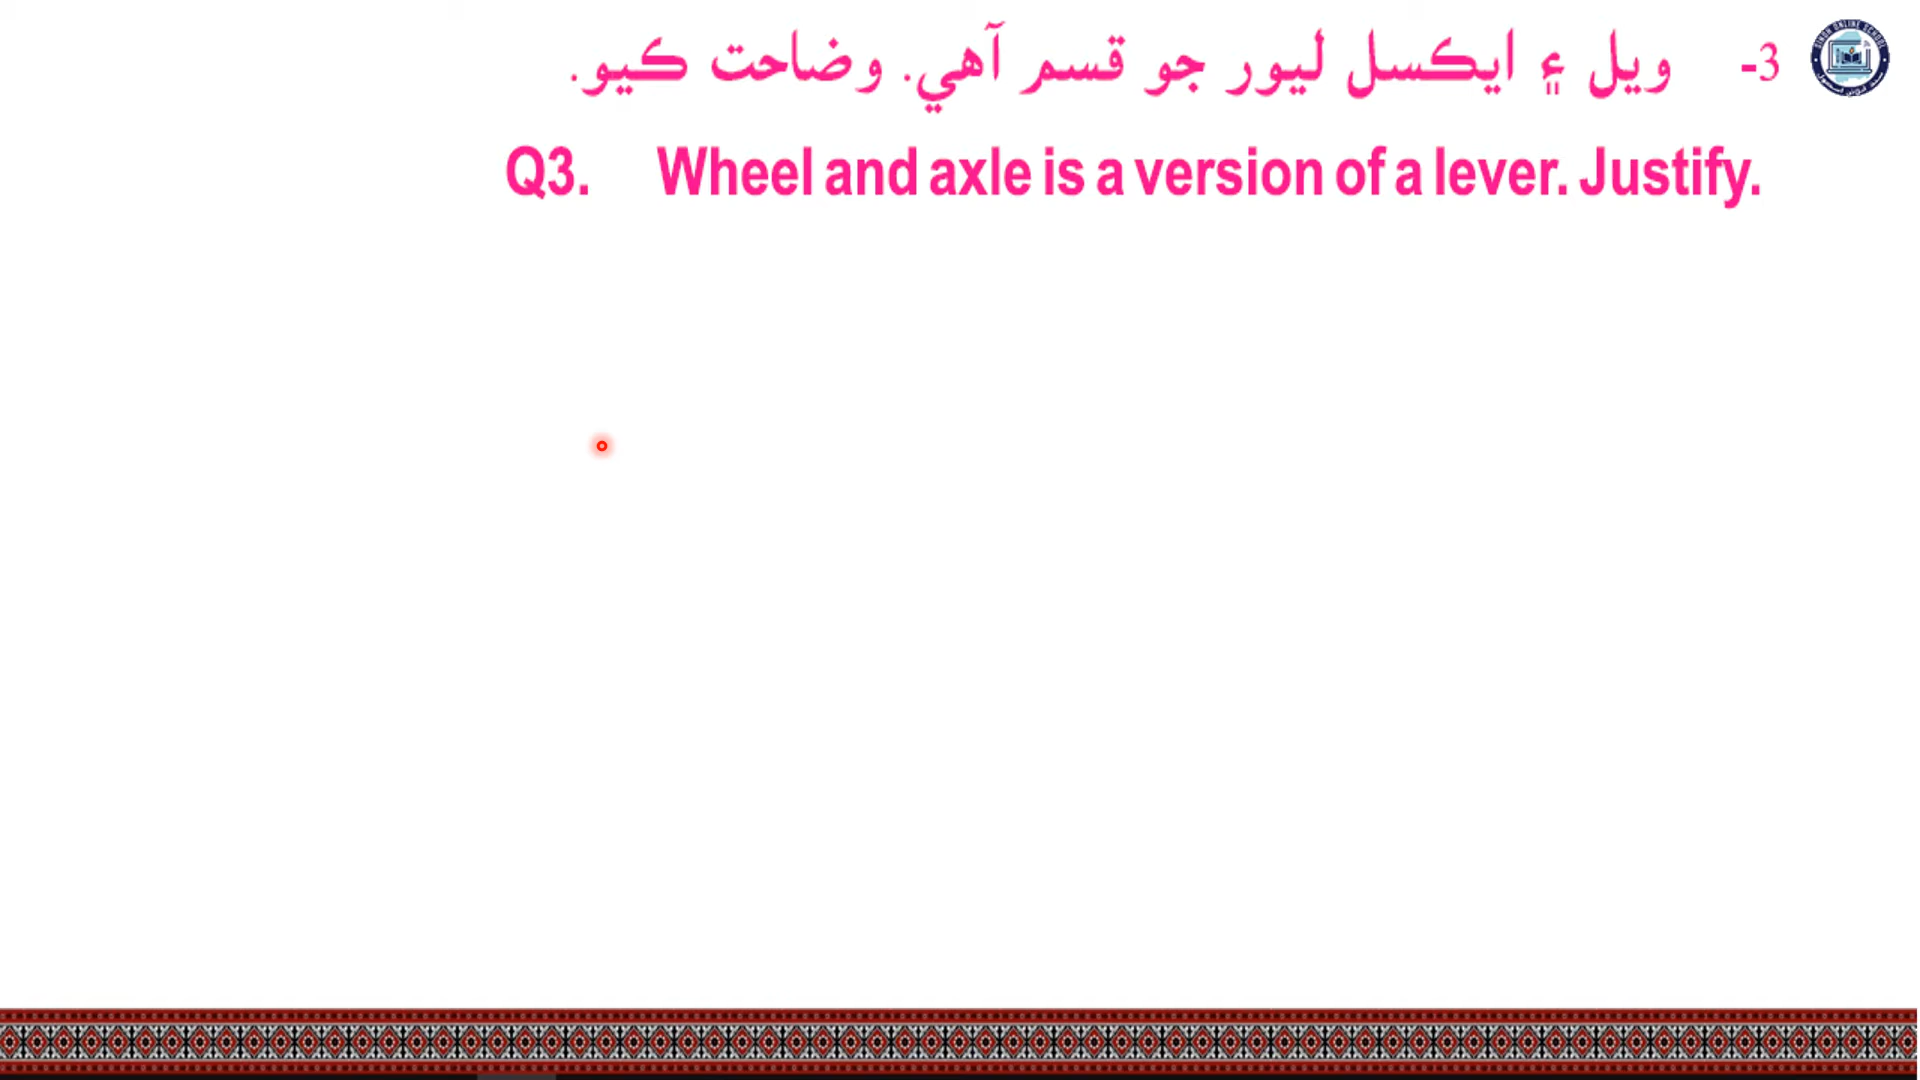 3- ويل ۽ ايڪسل ليور جو قسم آهي. وضاحت ڪيو.
Q3. Wheel and axle is a version of a lever. Justify.